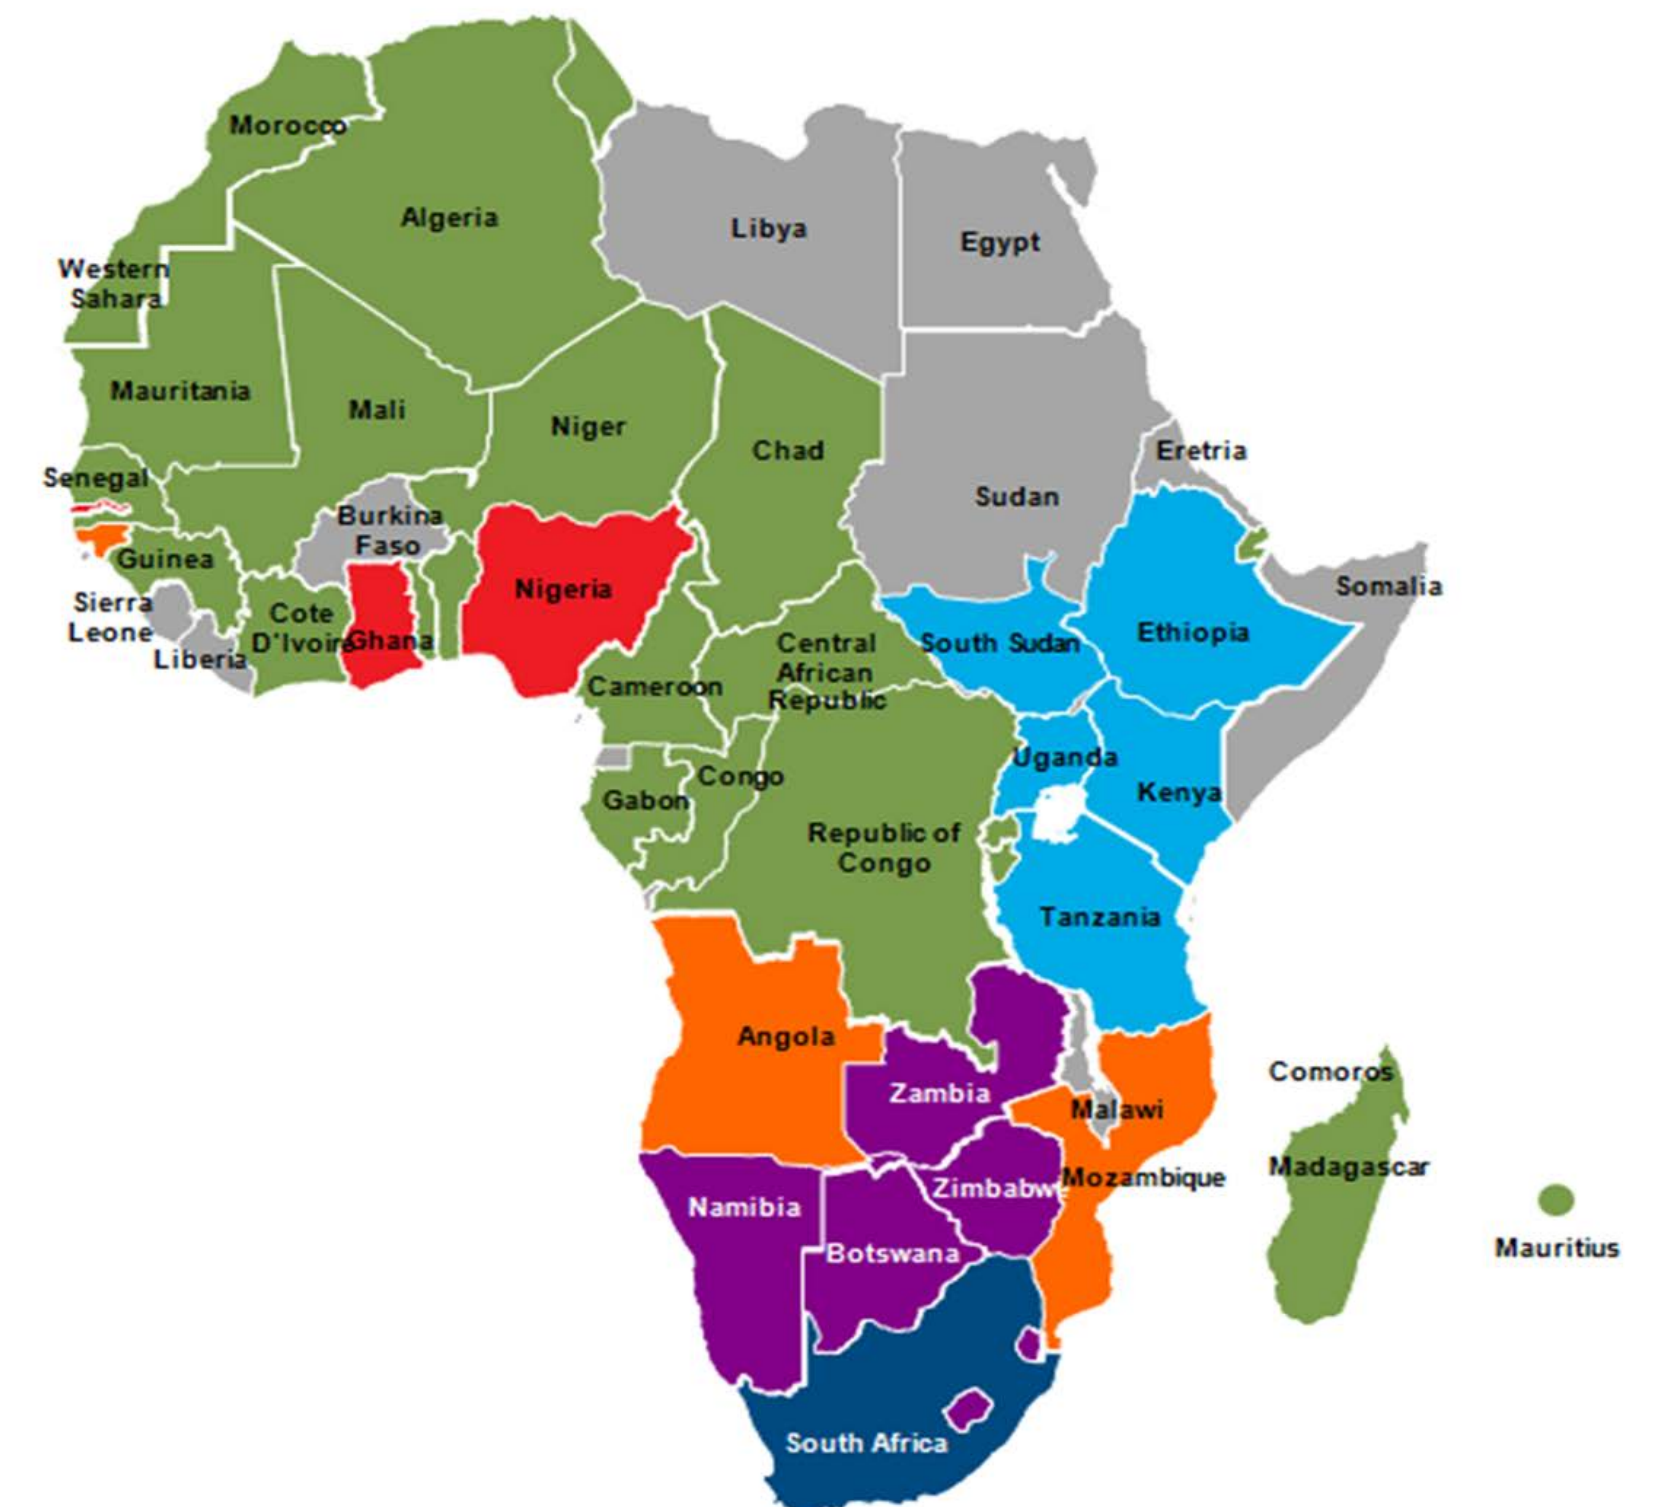 Morocco
Algeria
Libya
Egypt
Western
Sahara
Mauritania
Mali
Niger
Chad
Eretria
Senegal
Sudan
Burkina
Faso
Guinea
Nigeria
Somalia
Sierra
Leone
Cote
D'Ivoire
Ghana
South Sudan
Ethiopia
Liberia
Central
African
Republic
Cameroon
Uganda
Congo
Kenya
Gabon
Republic of
Congo
Tanzania
Angola
Comoros
Zambia
Malawi
Madagascar
Mozambique
Zimbabw
Namibia
Mauritius
Botswana
South Africa